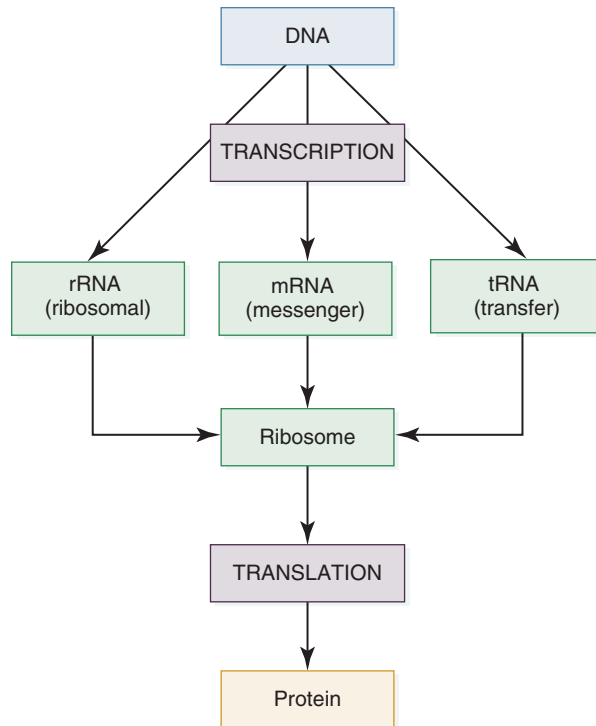 DNA
TRANSCRIPTION
rRNA
(ribosomal)
mRNA
(messenger)
tRNA
(transfer)
Ribosome
TRANSLATION
Protein